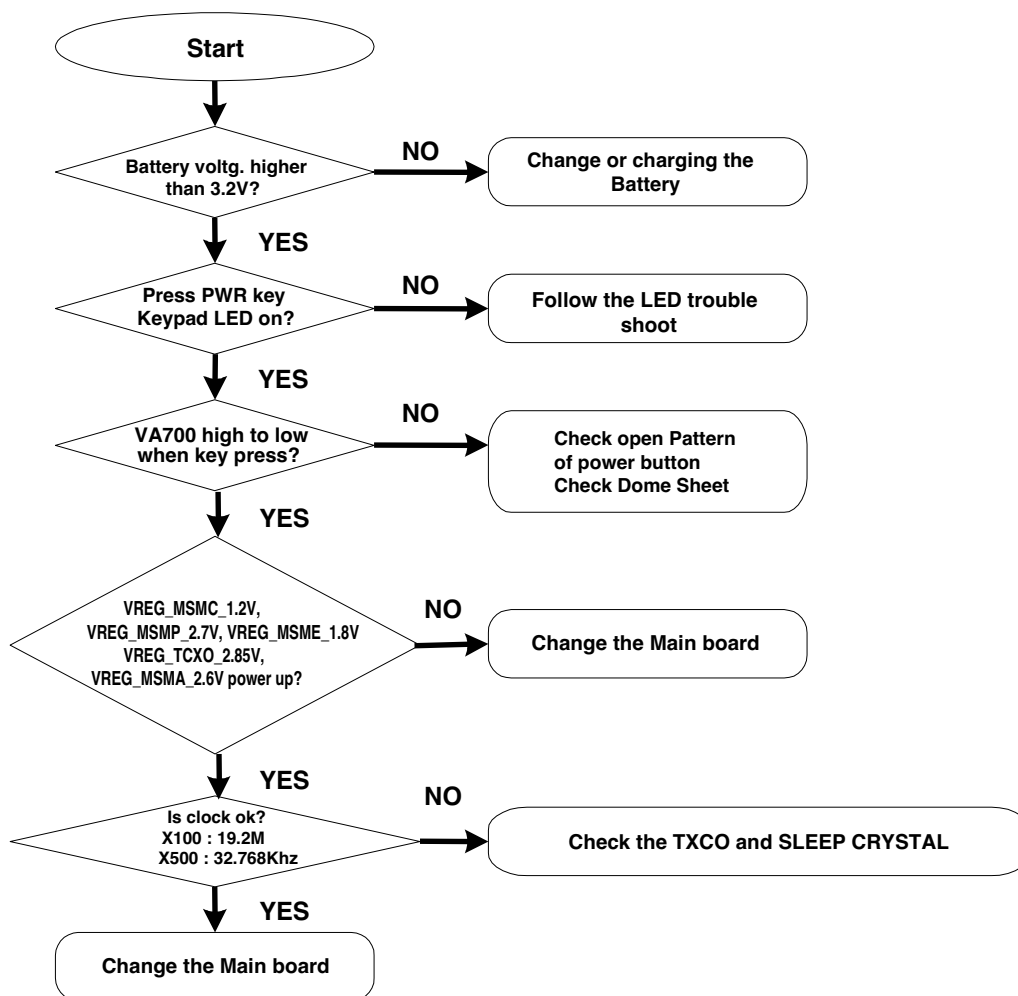 Start
Battery voltg. higher
than 3.2V?
NO
Change or charging the
Battery
YES
Press PWR key
Keypad LED on?
NO
Follow the LED trouble
shoot
YES
VA700 high to low
when key press?
NO
Check open Pattern
of power button
Check Dome Sheet
YES
VREG_MSMC_1.2V,
VREG_MSMP_2.7V, VREG_MSME_1.8V
VREG_TCXO_2.85V,
VREG_MSMA_2.6V power up?
NO
Change the Main board
YES
Is clock ok?
X100 : 19.2M
X500 : 32.768Khz
NO
Check the TXCO and SLEEP CRYSTAL
YES
Change the Main board